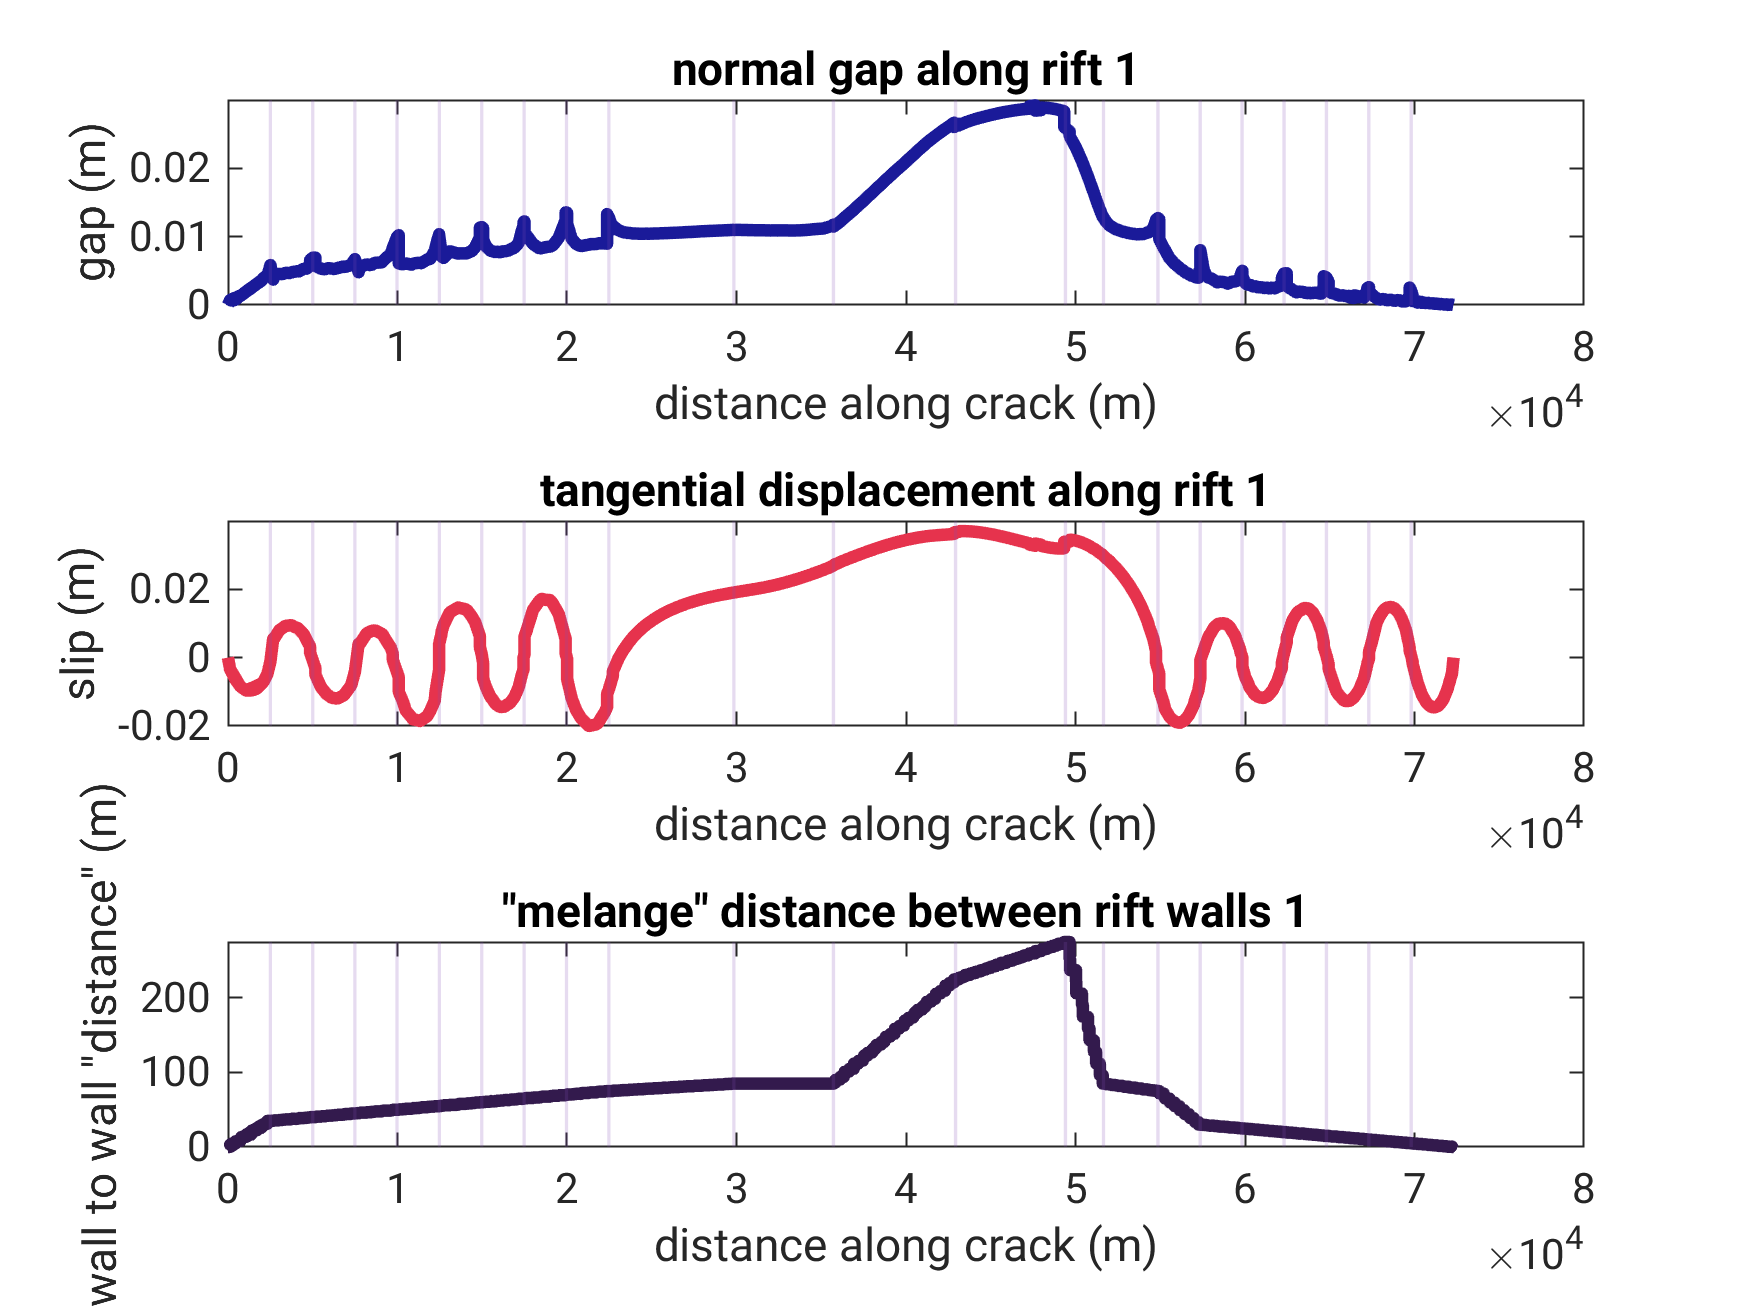 normal gap along rift 1
gap (m)
0.02
0.01
0
0 1 2 3 4 5 6 7 8
distance along crack (m)
×10^4
tangential displacement along rift 1
slip (m)
0.02
0
-0.02
0 1 2 3 4 5 6 7 8
distance along crack (m)
×10^4
"melange" distance between rift walls 1
wall to wall "distance" (m)
200
100
0
0 1 2 3 4 5 6 7 8
distance along crack (m)
×10^4